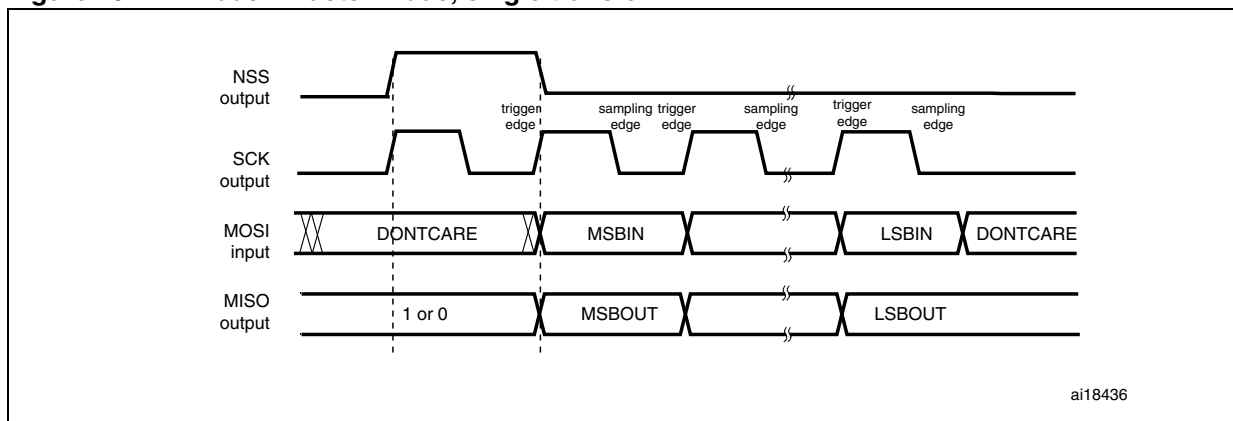 NSS
output
trigger
edge
sampling
edge
trigger
edge
sampling
edge
trigger
edge
sampling
edge
SCK
output
MOSI
input
DONTCARE
MSBIN
LSBIN
DONTCARE
MISO
output
1 or 0
MSBOUT
LSBOUT
ai18436